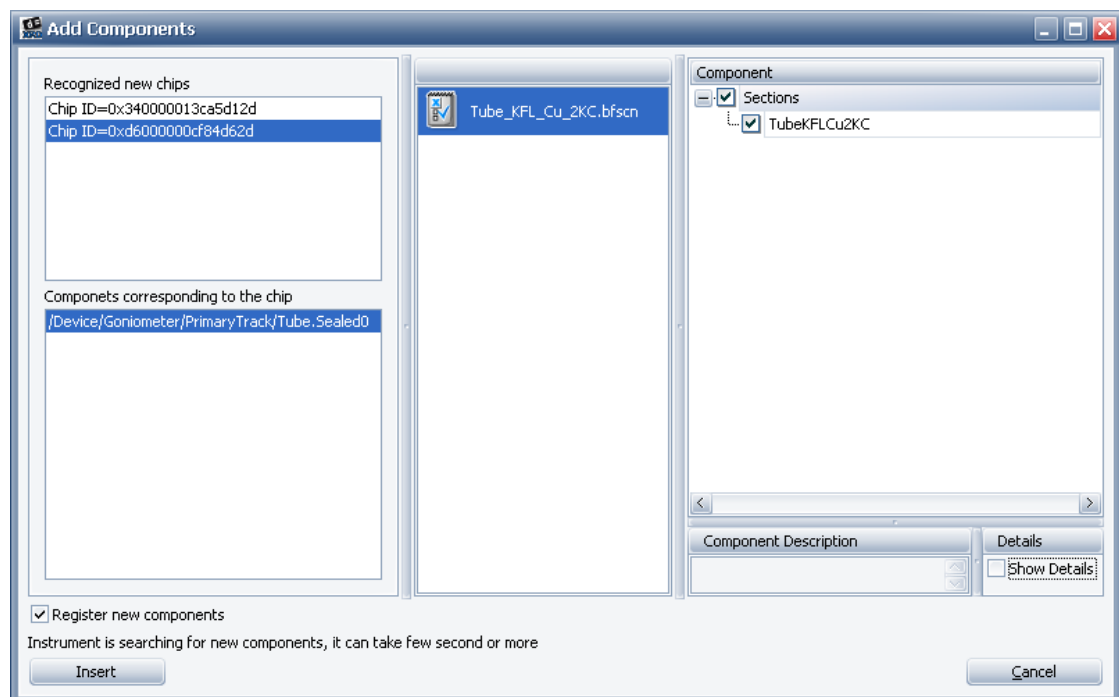 Add Components
Recognized new chips
Chip ID=0x340000013ca5d12d
Chip ID=0xd6000000cf84d62d
Componets corresponding to the chip
/Device/Goniometer/PrimaryTrack/Tube.Sealed0
Tube_KFL_Cu_2KC.bfscn
Component
Sections
TubeKFLCu2KC
Component Description
Details
Show Details
Register new components
Instrument is searching for new components, it can take few second or more
Insert
Cancel